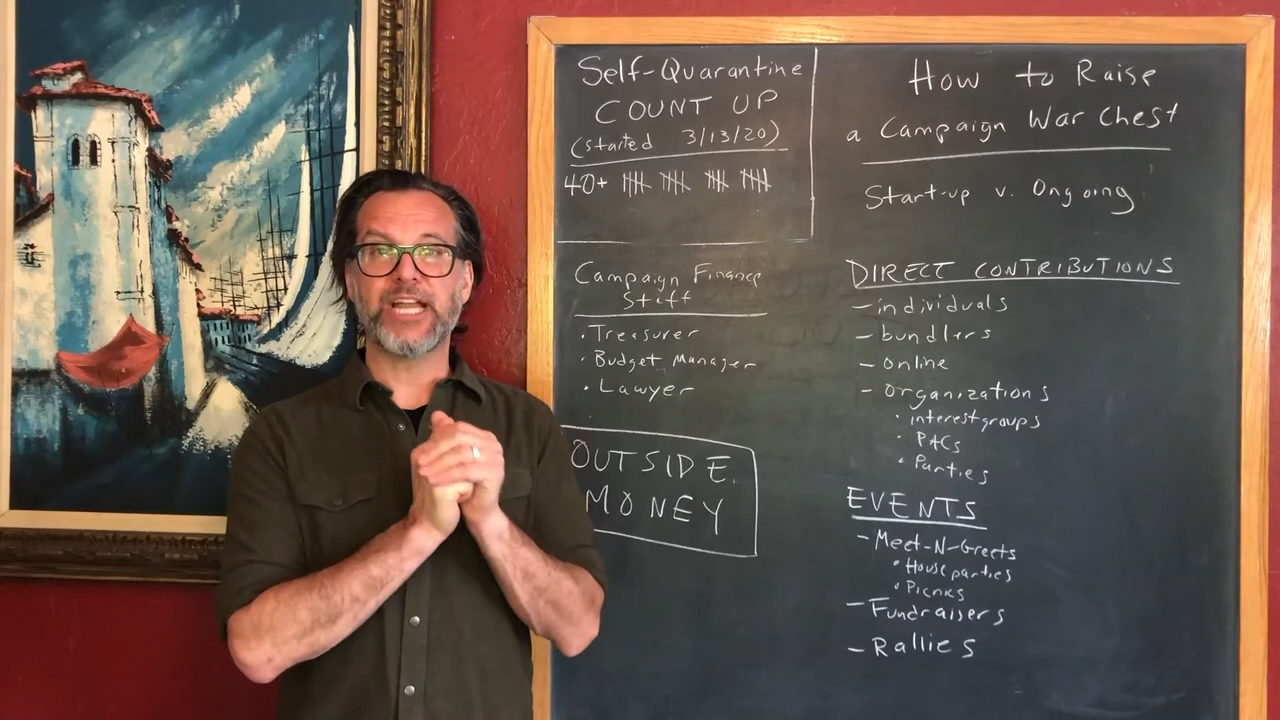 Self-Quarantine
COUNT UP
(started 3/13/20)
40+
Campaign Finance
Staff
• Treasurer
• Budget Manager
• Lawyer
OUTSIDE
MONEY
How to Raise
a Campaign War Chest
Start-up v. Ongoing
DIRECT CONTRIBUTIONS
- individuals
- bundlers
- online
- organizations
• interest groups
• PACs
• Parties
EVENTS
- Meet-N-Greets
• House parties
• Picnics
- Fundraisers
- Rallies